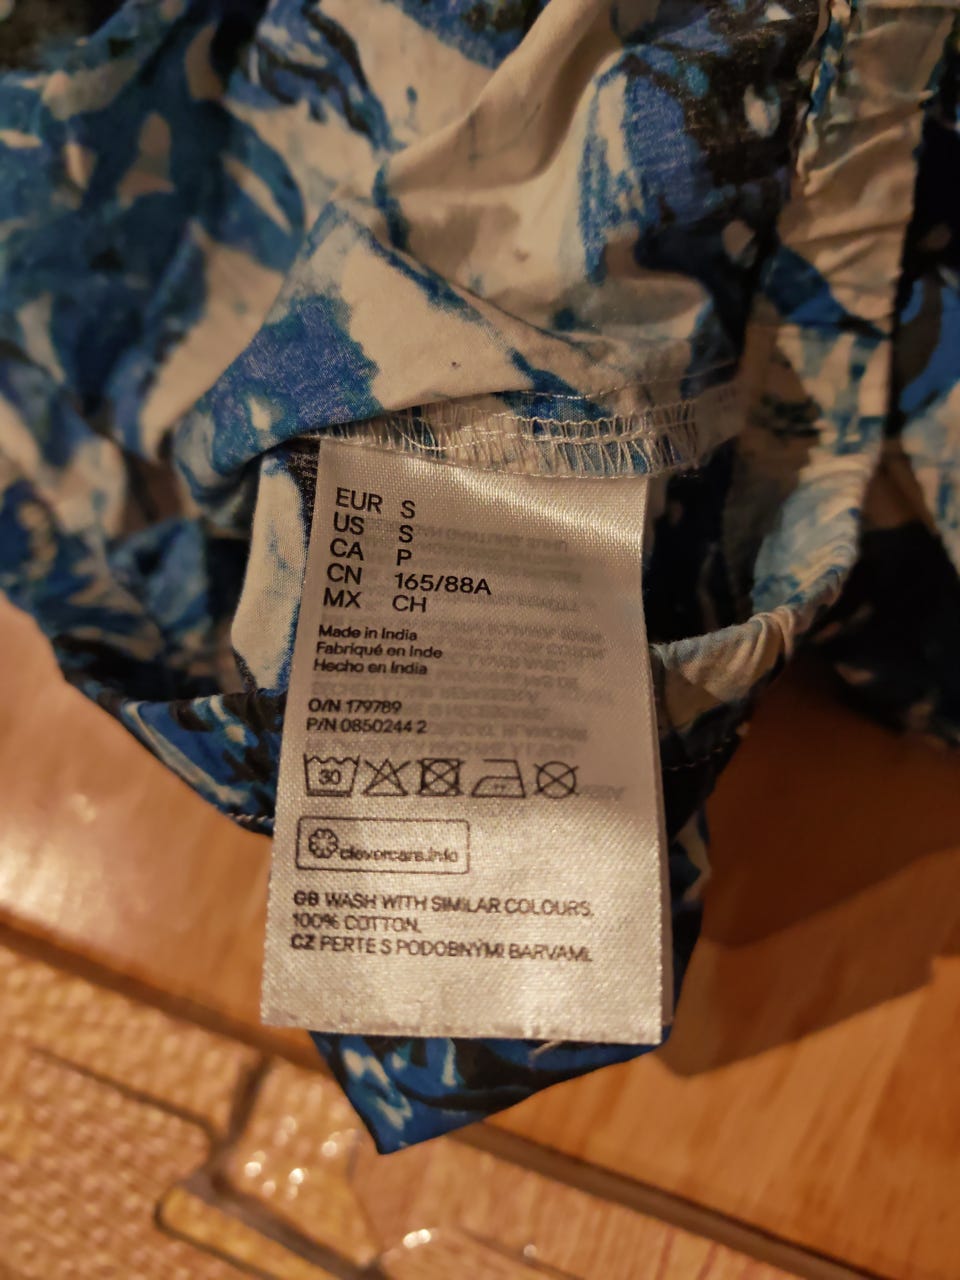 EUR S
US S
CA P
CN 165/88A
MX CH
Made in India
Fabriqué en Inde
Hecho en India
O/N 179789
P/N 0850244 2
30
clevercare.info
GB WASH WITH SIMILAR COLOURS.
100% COTTON.
CZ PERTE S PODOBNÝMI BARVAMI.